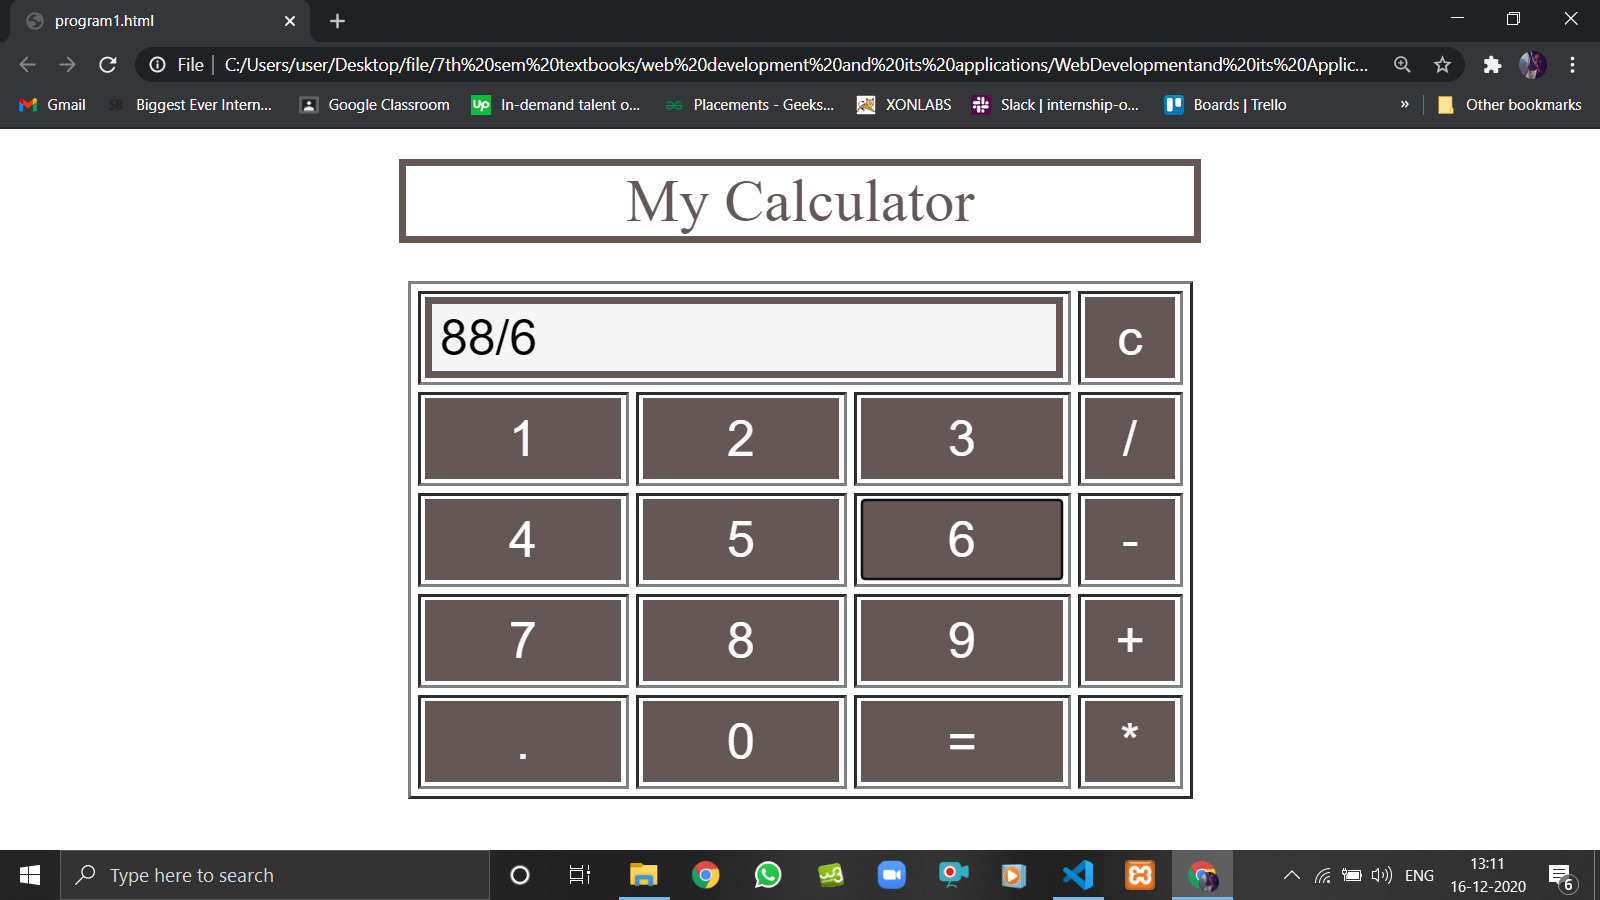 program1.html
File C:/Users/user/Desktop/file/7th%20sem%20textbooks/web%20development%20and%20its%20applications/WebDevelopmentand%20its%20Applic...
Gmail SB Biggest Ever Intern... Google Classroom Up In-demand talent o... Placements - Geeks... XONLABS Slack | internship-o... Boards | Trello » Other bookmarks
My Calculator
88/6 c
1 2 3 /
4 5 6 -
7 8 9 +
. 0 = *
Type here to search w3 ENG 13:11
16-12-2020 6